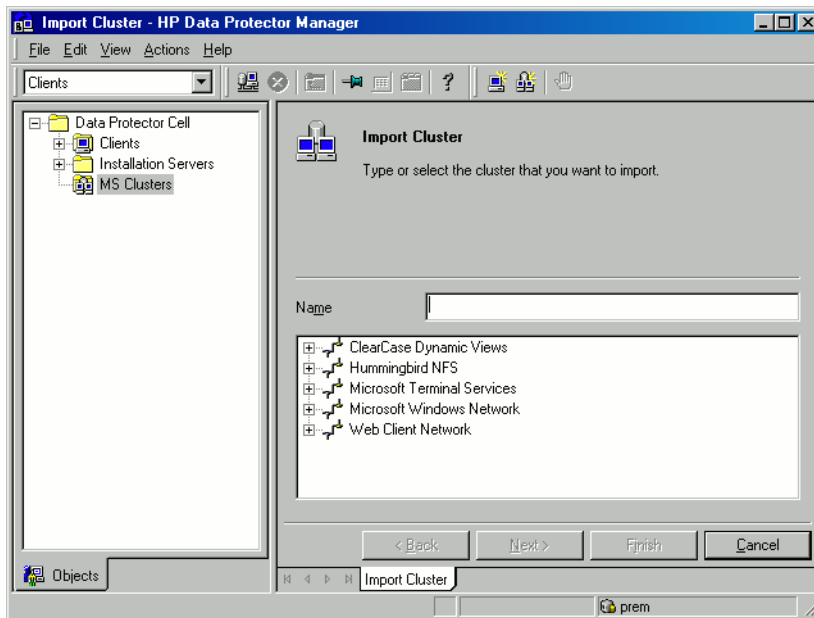 Import Cluster - HP Data Protector Manager
File Edit View Actions Help
Clients
Data Protector Cell
Clients
Installation Servers
MS Clusters
Objects
Import Cluster
Type or select the cluster that you want to import.
Name
ClearCase Dynamic Views
Hummingbird NFS
Microsoft Terminal Services
Microsoft Windows Network
Web Client Network
< Back Next > Finish Cancel
Import Cluster
prem